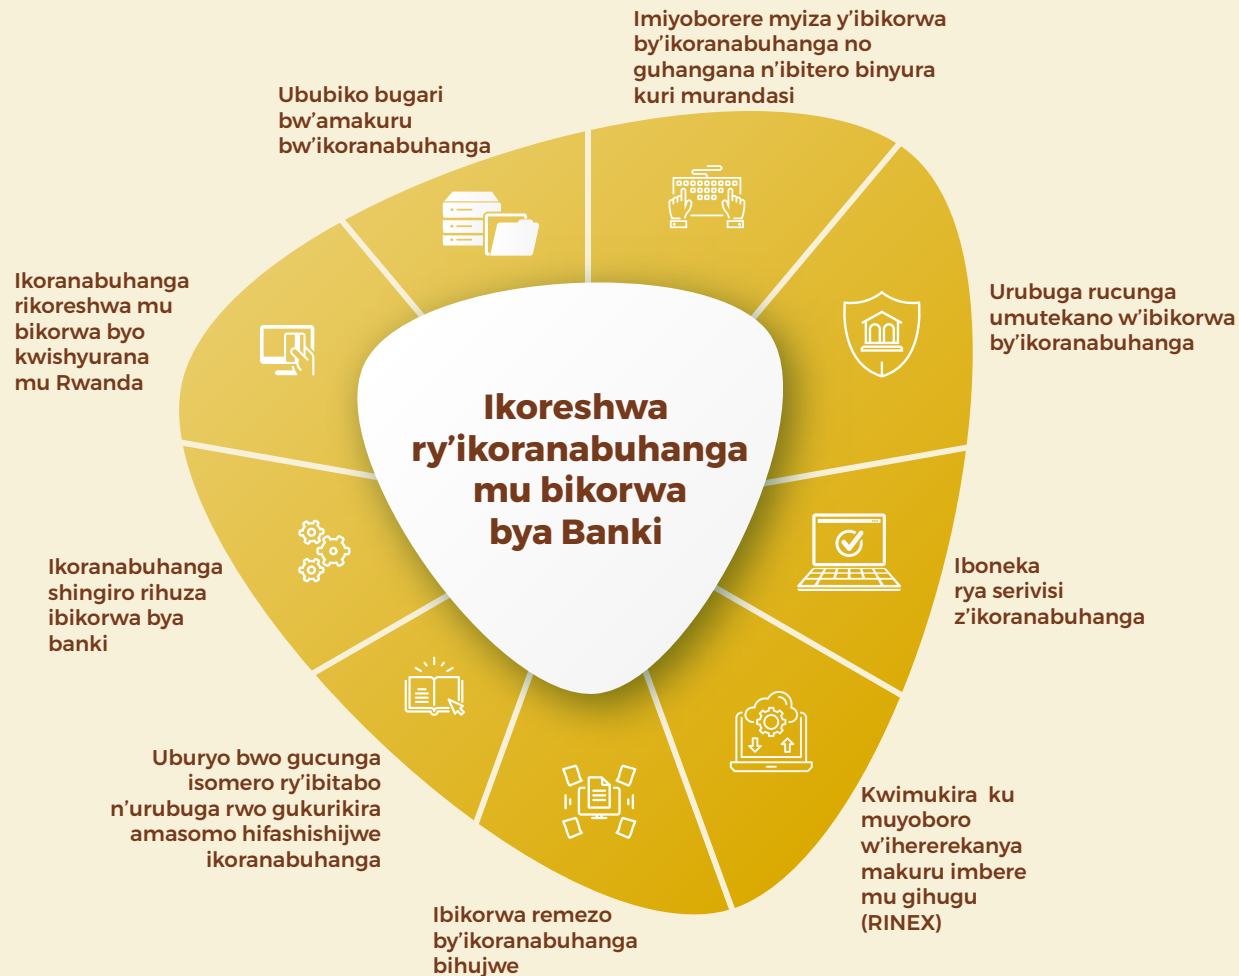 Imiyoborere myiza y’ibikorwa
by’ikoranabuhanga no
guhangana n’ibitero binyura
kuri murandasi
Ububiko bugari
bw’amakuru
bw’ikoranabuhanga
Ikoranabuhanga
rikoreshwa mu
bikorwa byo
kwishyurana
mu Rwanda
Urubuga rucunga
umutekano w’ibikorwa
by’ikoranabuhanga
Ikoreshwa
ry’ikoranabuhanga
mu bikorwa
bya Banki
Ikoranabuhanga
shingiro rihuza
ibikorwa bya
banki
Iboneka
rya serivisi
z’ikoranabuhanga
Uburyo bwo gucunga
isomero ry’ibitabo
n’urubuga rwo gukurikira
amasomo hifashishijwe
ikoranabuhanga
Kwimukira ku
muyoboro
w’ihererekanya
makuru imbere
mu gihugu
(RINEX)
Ibikorwa remezo
by’ikoranabuhanga
bihujwe